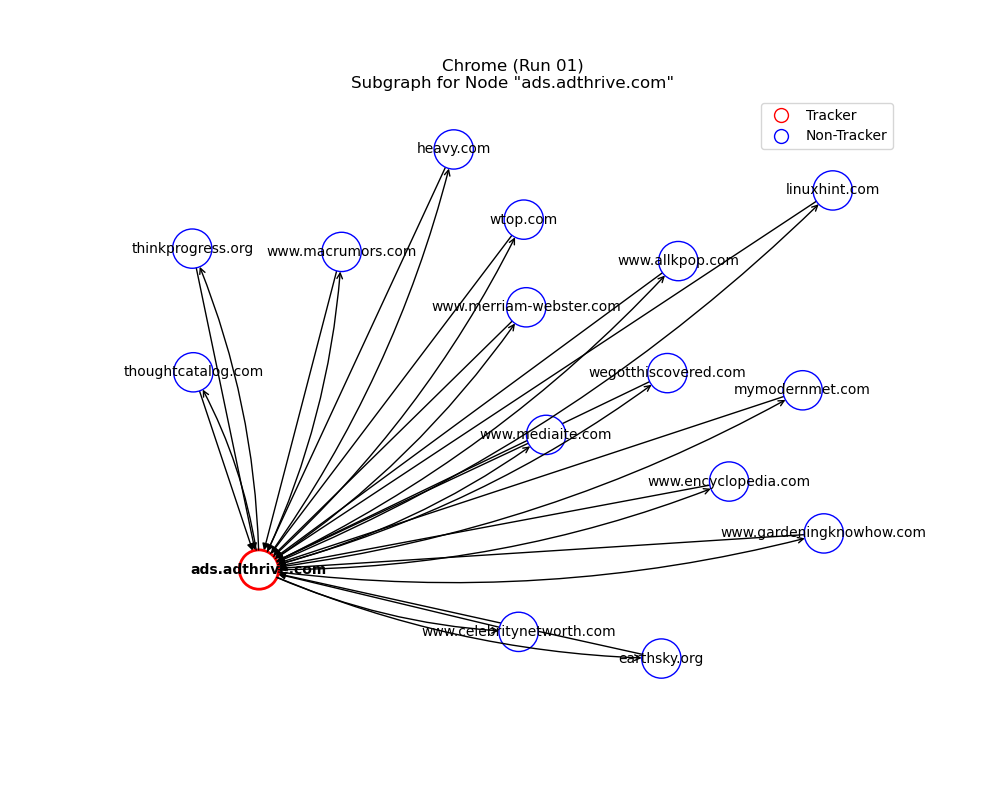 Chrome (Run 01)
Subgraph for Node "ads.adthrive.com"
Tracker
Non-Tracker
heavy.com
linuxhint.com
wtop.com
thinkprogress.org
www.macrumors.com
www.allkpop.com
www.merriam-webster.com
thoughtcatalog.com
wegotthiscovered.com
mymodernmet.com
www.mediaite.com
www.encyclopedia.com
www.gardeningknowhow.com
ads.adthrive.com
www.celebritynetworth.com
earthsky.org